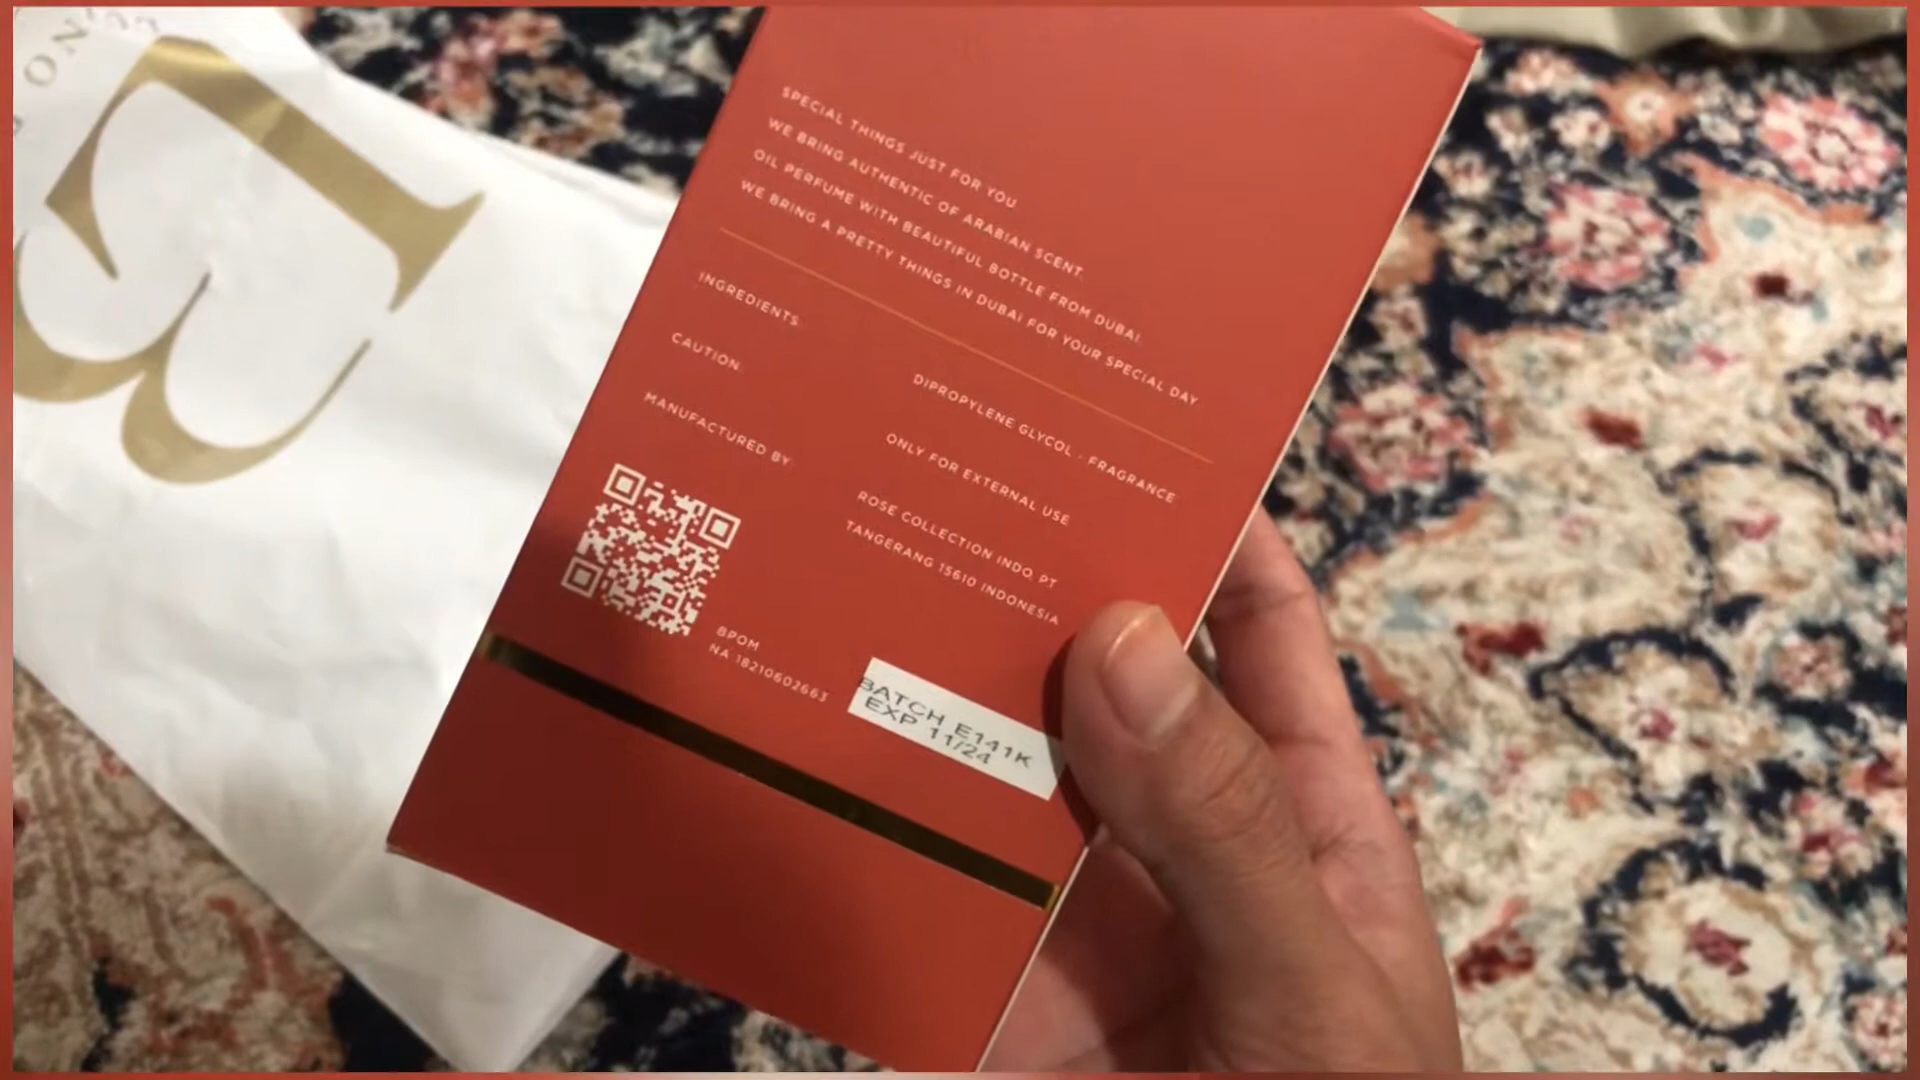 SPECIAL THINGS JUST FOR YOU
WE BRING AUTHENTIC OF ARABIAN SCENT
OIL PERFUME WITH BEAUTIFUL BOTTLE FROM DUBAI
WE BRING A PRETTY THINGS IN DUBAI FOR YOUR SPECIAL DAY
INGREDIENTS
DIPROPYLENE GLYCOL - FRAGRANCE
CAUTION
ONLY FOR EXTERNAL USE
MANUFACTURED BY
ROSE COLLECTION INDO, PT
TANGERANG 15610 INDONESIA
BPOM
NA 18210602663
BATCH E141K
EXP 11/24